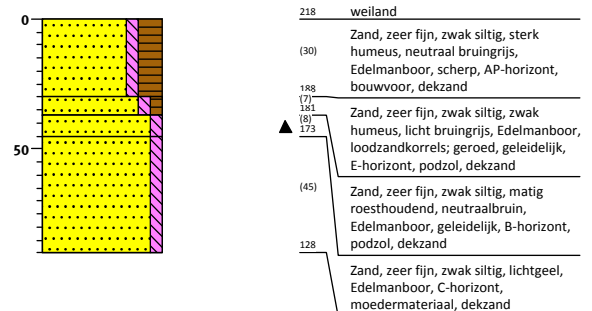 0
50
218 weiland
(30)
Zand, zeer fijn, zwak siltig, sterk
humeus, neutraal bruingrijs,
Edelmanboor, scherp, AP-horizont,
bouwvoor, dekzand
188
(7)
181
(8)
173
Zand, zeer fijn, zwak siltig, zwak
humeus, licht bruingrijs, Edelmanboor,
loodzandkorrels; geroed, geleidelijk,
E-horizont, podzol, dekzand
(45)
Zand, zeer fijn, zwak siltig, matig
roesthoudend, neutraalbruin,
Edelmanboor, geleidelijk, B-horizont,
podzol, dekzand
128
Zand, zeer fijn, zwak siltig, lichtgeel,
Edelmanboor, C-horizont,
moedermateriaal, dekzand